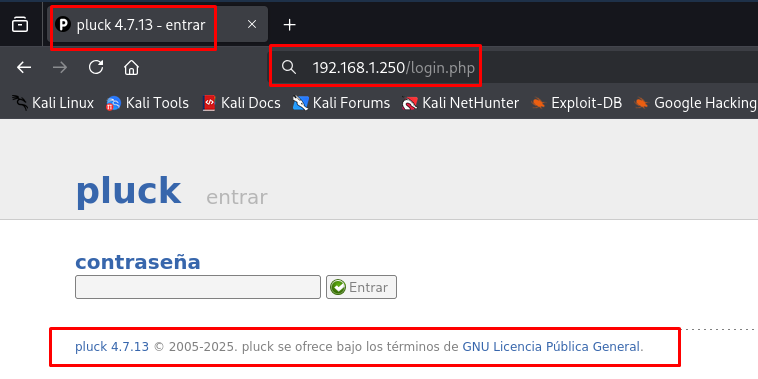 pluck 4.7.13 - entrar
192.168.1.250/login.php
Kali Linux Kali Tools Kali Docs Kali Forums Kali NetHunter Exploit-DB Google Hacking
pluck entrar
contraseña
Entrar
pluck 4.7.13 © 2005-2025. pluck se ofrece bajo los términos de GNU Licencia Pública General.